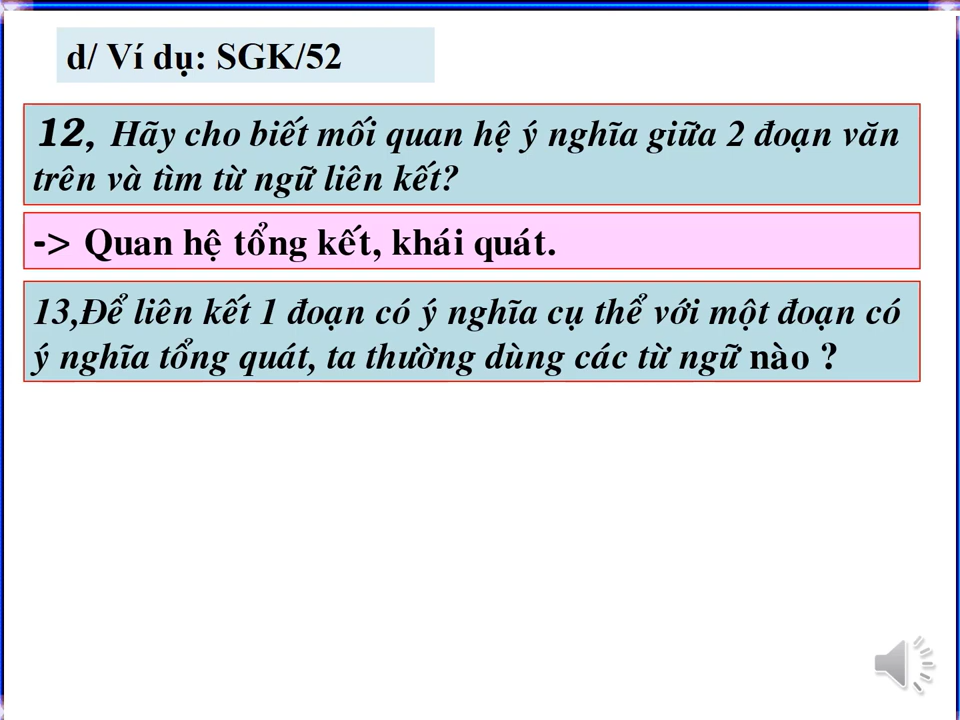 d/ Ví dụ: SGK/52
12, Hãy cho biết mối quan hệ ý nghĩa giữa 2 đoạn văn
trên và tìm từ ngữ liên kết?
-> Quan hệ tổng kết, khái quát.
13,Để liên kết 1 đoạn có ý nghĩa cụ thể với một đoạn có
ý nghĩa tổng quát, ta thường dùng các từ ngữ nào ?